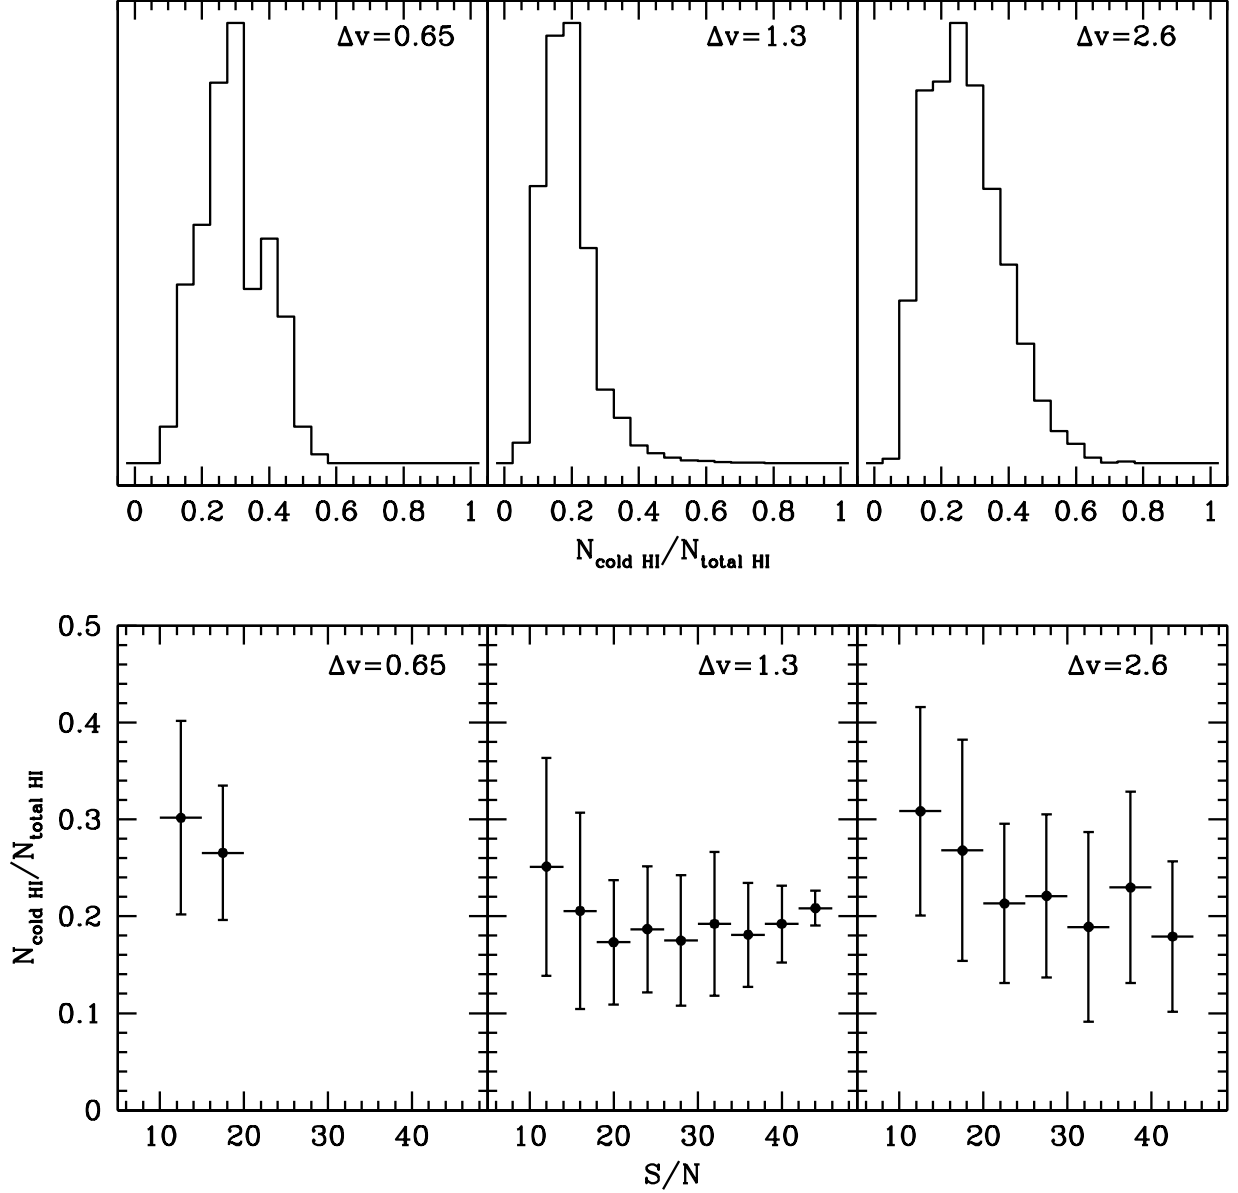 Δv=0.65 Δv=1.3 Δv=2.6
0 0.2 0.4 0.6 0.8 1 0 0.2 0.4 0.6 0.8 1 0 0.2 0.4 0.6 0.8 1
N_cold HI/N_total HI
Δv=0.65 Δv=1.3 Δv=2.6
0.5
0.4
0.3
0.2
0.1
0
N_cold HI/N_total HI
10 20 30 40 10 20 30 40 10 20 30 40
S/N